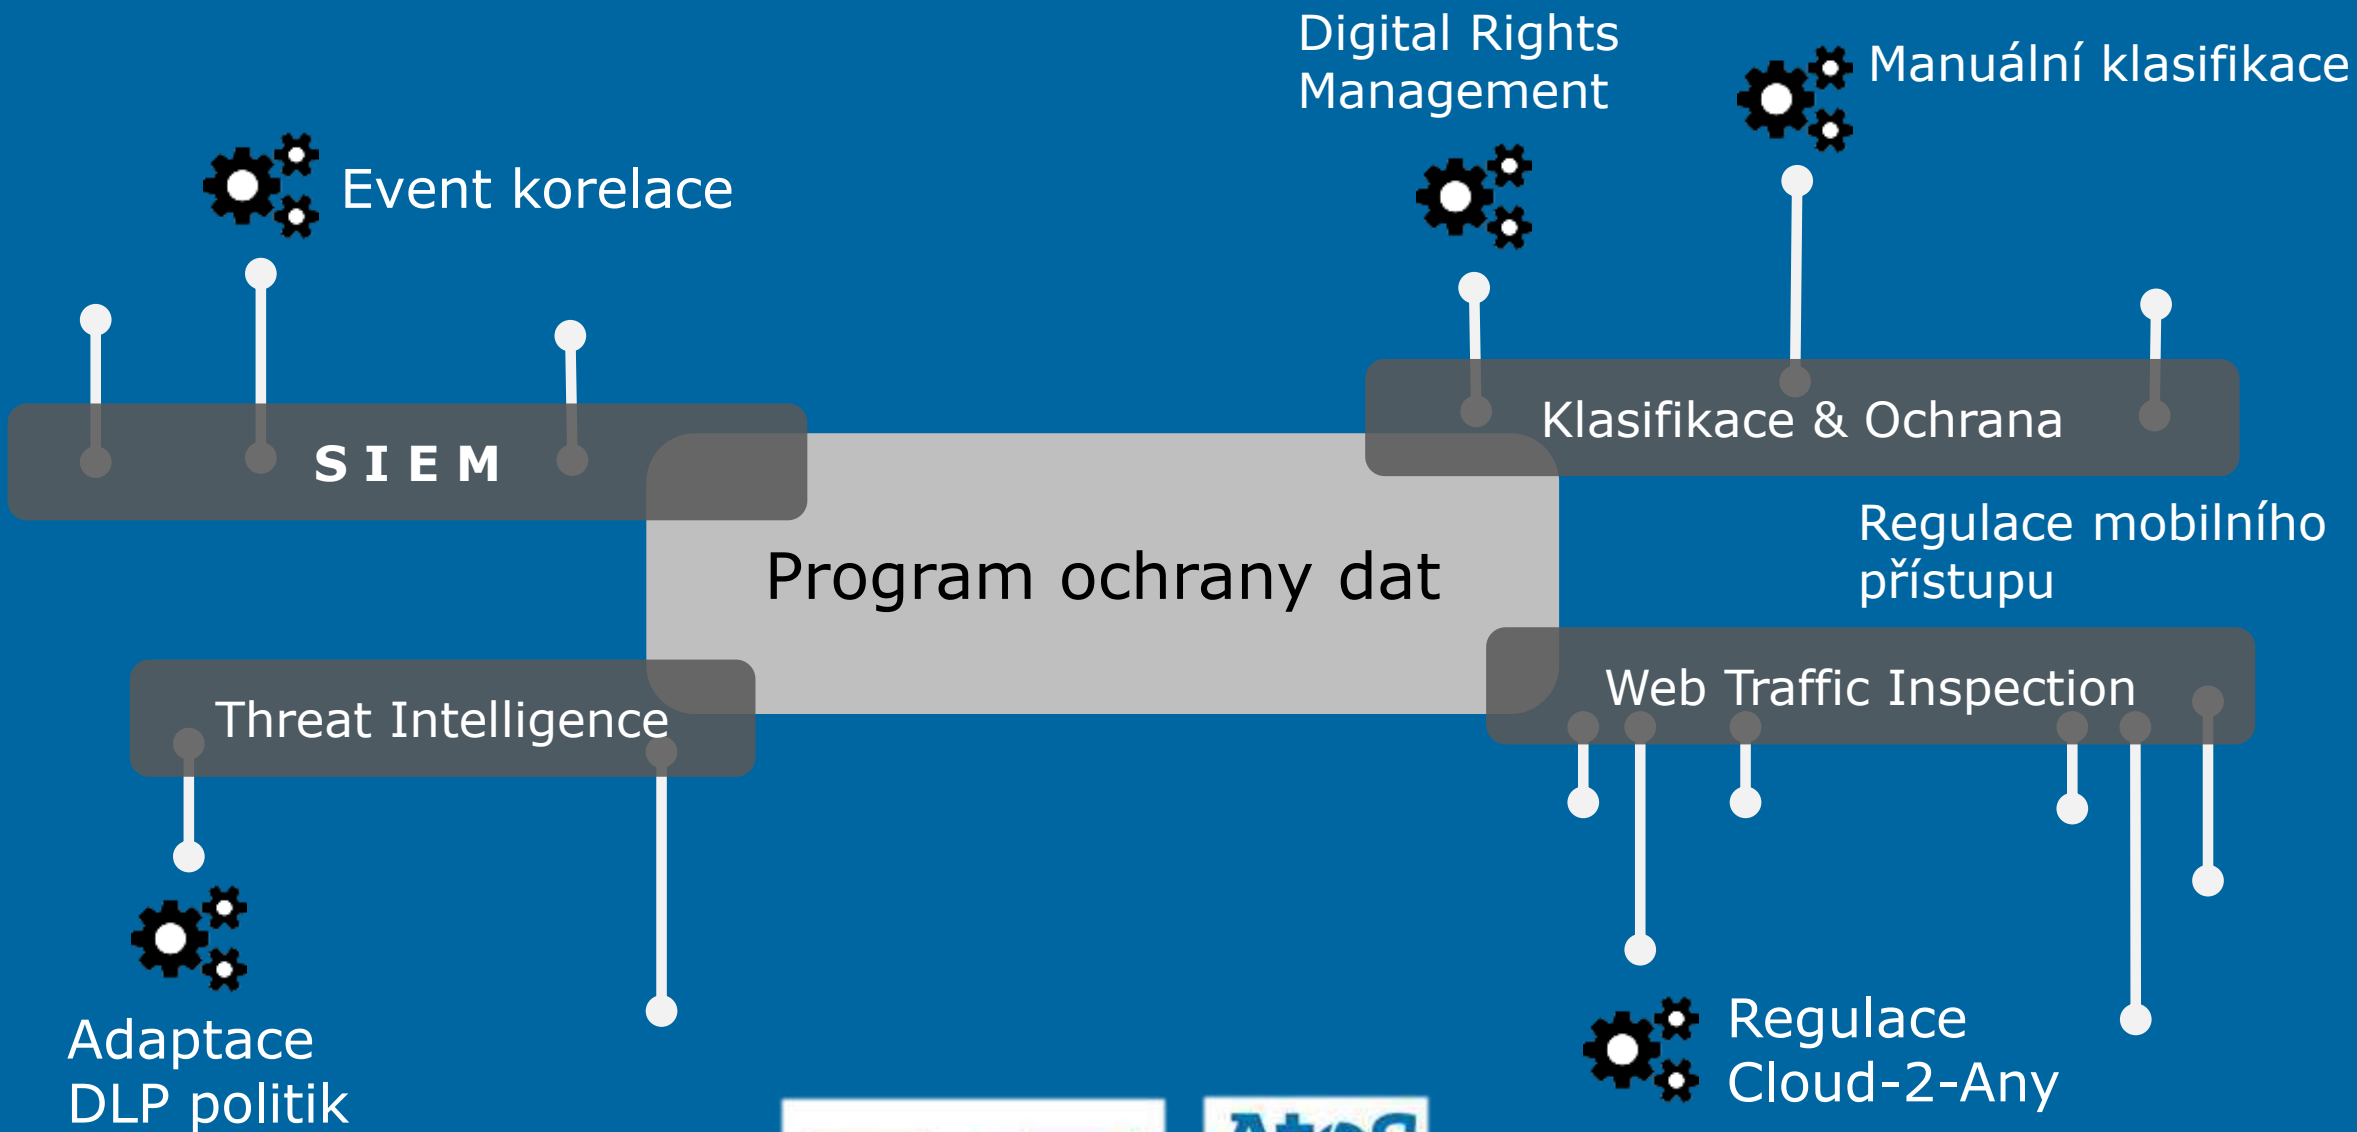 Digital Rights
Management
Manuální klasifikace
Event korelace
Klasifikace & Ochrana
S I E M
Regulace mobilního
přístupu
Program ochrany dat
Web Traffic Inspection
Threat Intelligence
Regulace
Cloud-2-Any
Adaptace
DLP politik
Atos